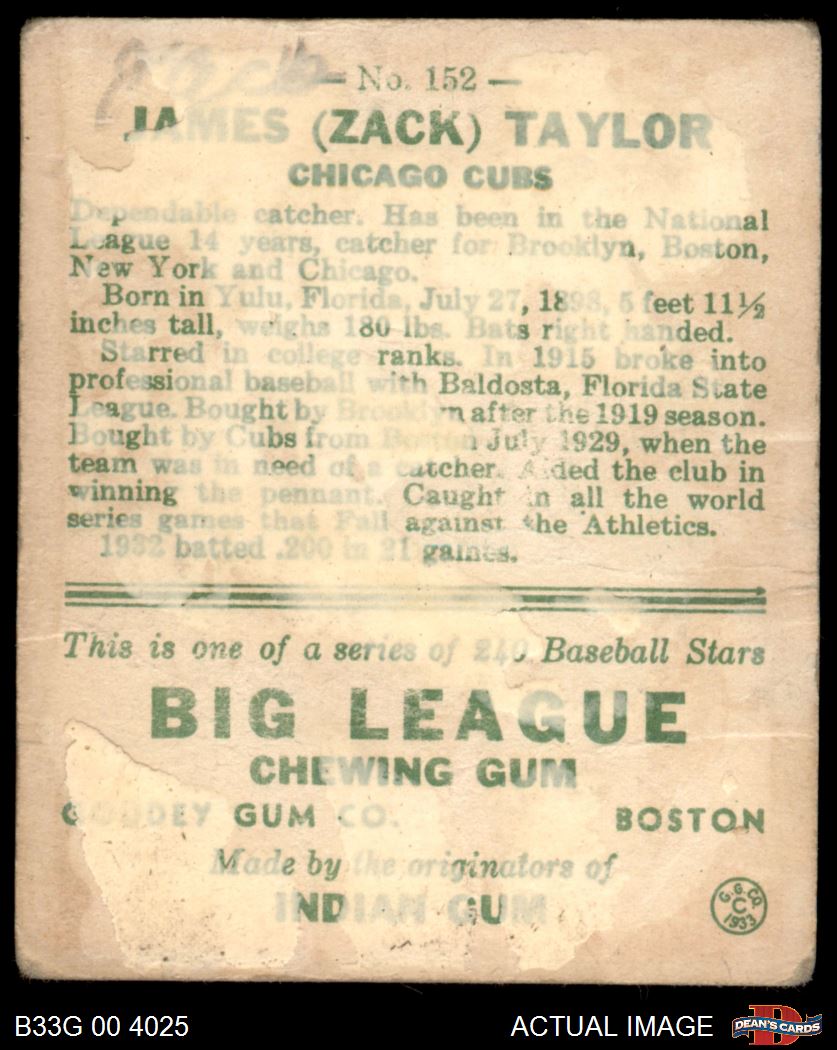 — No. 152 —
JAMES (ZACK) TAYLOR
CHICAGO CUBS
Dependable catcher. Has been in the National
League 14 years, catcher for Brooklyn, Boston,
New York and Chicago.
Born in Yulu, Florida, July 27, 1898, 5 feet 11½
inches tall, weighs 180 lbs. Bats right handed.
Starred in college ranks. In 1915 broke into
professional baseball with Baldosta, Florida State
League. Bought by Brooklyn after the 1919 season.
Bought by Cubs from Boston in July 1929, when the
team was in need of a catcher. Aided the club in
winning the pennant. Caught in all the world
series games that Fall against the Athletics.
1932 batted .200 in 21 games.
This is one of a series of 240 Baseball Stars
BIG LEAGUE
CHEWING GUM
GOUDEY GUM CO. BOSTON
Made by the originators of
INDIAN GUM
G.G.CO.
C
1933
B33G 00 4025 ACTUAL IMAGE
D
DEAN'S CARDS